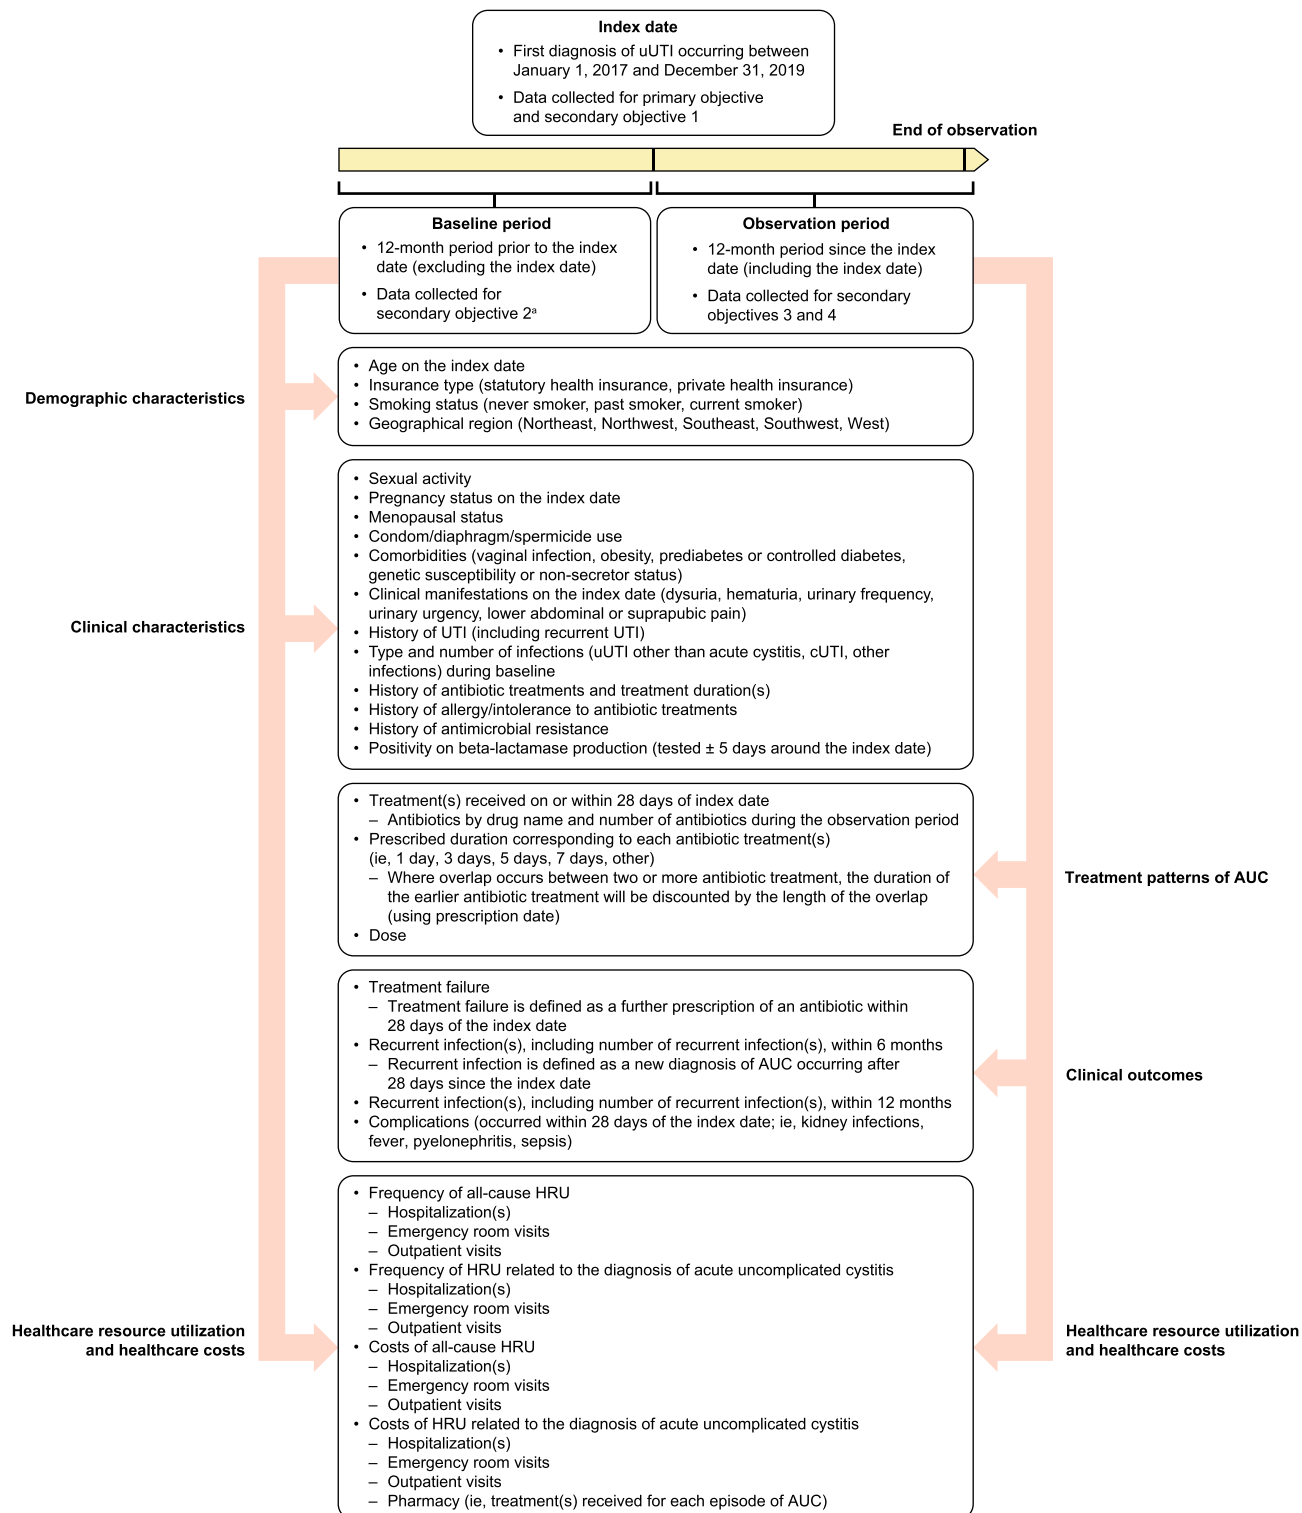 Index date
• First diagnosis of uUTI occurring between
January 1, 2017 and December 31, 2019
• Data collected for primary objective
and secondary objective 1
End of observation
Baseline period
• 12-month period prior to the index
date (excluding the index date)
• Data collected for
secondary objective 2ᵃ
Observation period
• 12-month period since the index
date (including the index date)
• Data collected for secondary
objectives 3 and 4
Demographic characteristics
• Age on the index date
• Insurance type (statutory health insurance, private health insurance)
• Smoking status (never smoker, past smoker, current smoker)
• Geographical region (Northeast, Northwest, Southeast, Southwest, West)
Clinical characteristics
• Sexual activity
• Pregnancy status on the index date
• Menopausal status
• Condom/diaphragm/spermicide use
• Comorbidities (vaginal infection, obesity, prediabetes or controlled diabetes,
genetic susceptibility or non-secretor status)
• Clinical manifestations on the index date (dysuria, hematuria, urinary frequency,
urinary urgency, lower abdominal or suprapubic pain)
• History of UTI (including recurrent UTI)
• Type and number of infections (uUTI other than acute cystitis, cUTI, other
infections) during baseline
• History of antibiotic treatments and treatment duration(s)
• History of allergy/intolerance to antibiotic treatments
• History of antimicrobial resistance
• Positivity on beta-lactamase production (tested ± 5 days around the index date)
• Treatment(s) received on or within 28 days of index date
– Antibiotics by drug name and number of antibiotics during the observation period
• Prescribed duration corresponding to each antibiotic treatment(s)
(ie, 1 day, 3 days, 5 days, 7 days, other)
– Where overlap occurs between two or more antibiotic treatment, the duration of
the earlier antibiotic treatment will be discounted by the length of the overlap
(using prescription date)
• Dose
Treatment patterns of AUC
• Treatment failure
– Treatment failure is defined as a further prescription of an antibiotic within
28 days of the index date
• Recurrent infection(s), including number of recurrent infection(s), within 6 months
– Recurrent infection is defined as a new diagnosis of AUC occurring after
28 days since the index date
• Recurrent infection(s), including number of recurrent infection(s), within 12 months
• Complications (occurred within 28 days of the index date; ie, kidney infections,
fever, pyelonephritis, sepsis)
Clinical outcomes
Healthcare resource utilization
and healthcare costs
• Frequency of all-cause HRU
– Hospitalization(s)
– Emergency room visits
– Outpatient visits
• Frequency of HRU related to the diagnosis of acute uncomplicated cystitis
– Hospitalization(s)
– Emergency room visits
– Outpatient visits
• Costs of all-cause HRU
– Hospitalization(s)
– Emergency room visits
– Outpatient visits
• Costs of HRU related to the diagnosis of acute uncomplicated cystitis
– Hospitalization(s)
– Emergency room visits
– Outpatient visits
– Pharmacy (ie, treatment(s) received for each episode of AUC)
Healthcare resource utilization
and healthcare costs